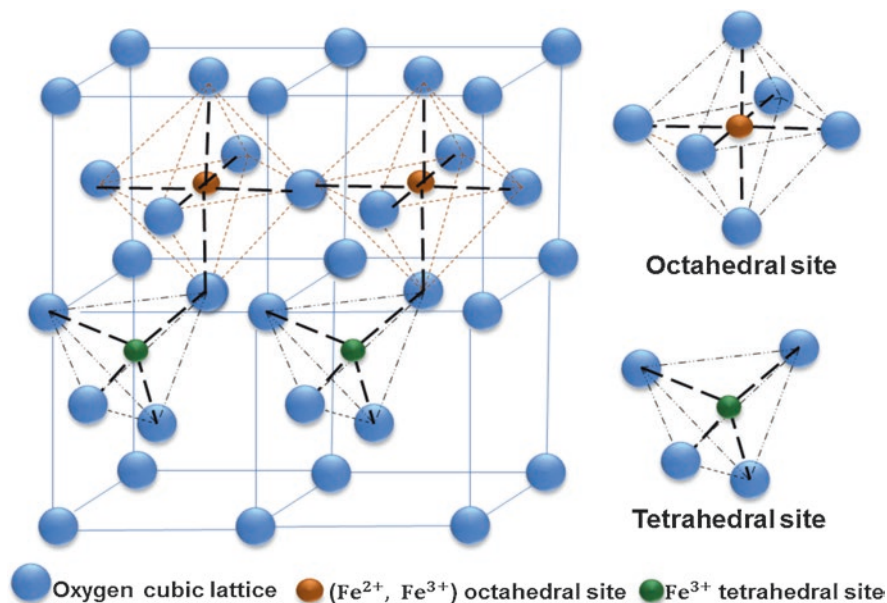 Octahedral site
Tetrahedral site
Oxygen cubic lattice (Fe²⁺, Fe³⁺) octahedral site Fe³⁺ tetrahedral site